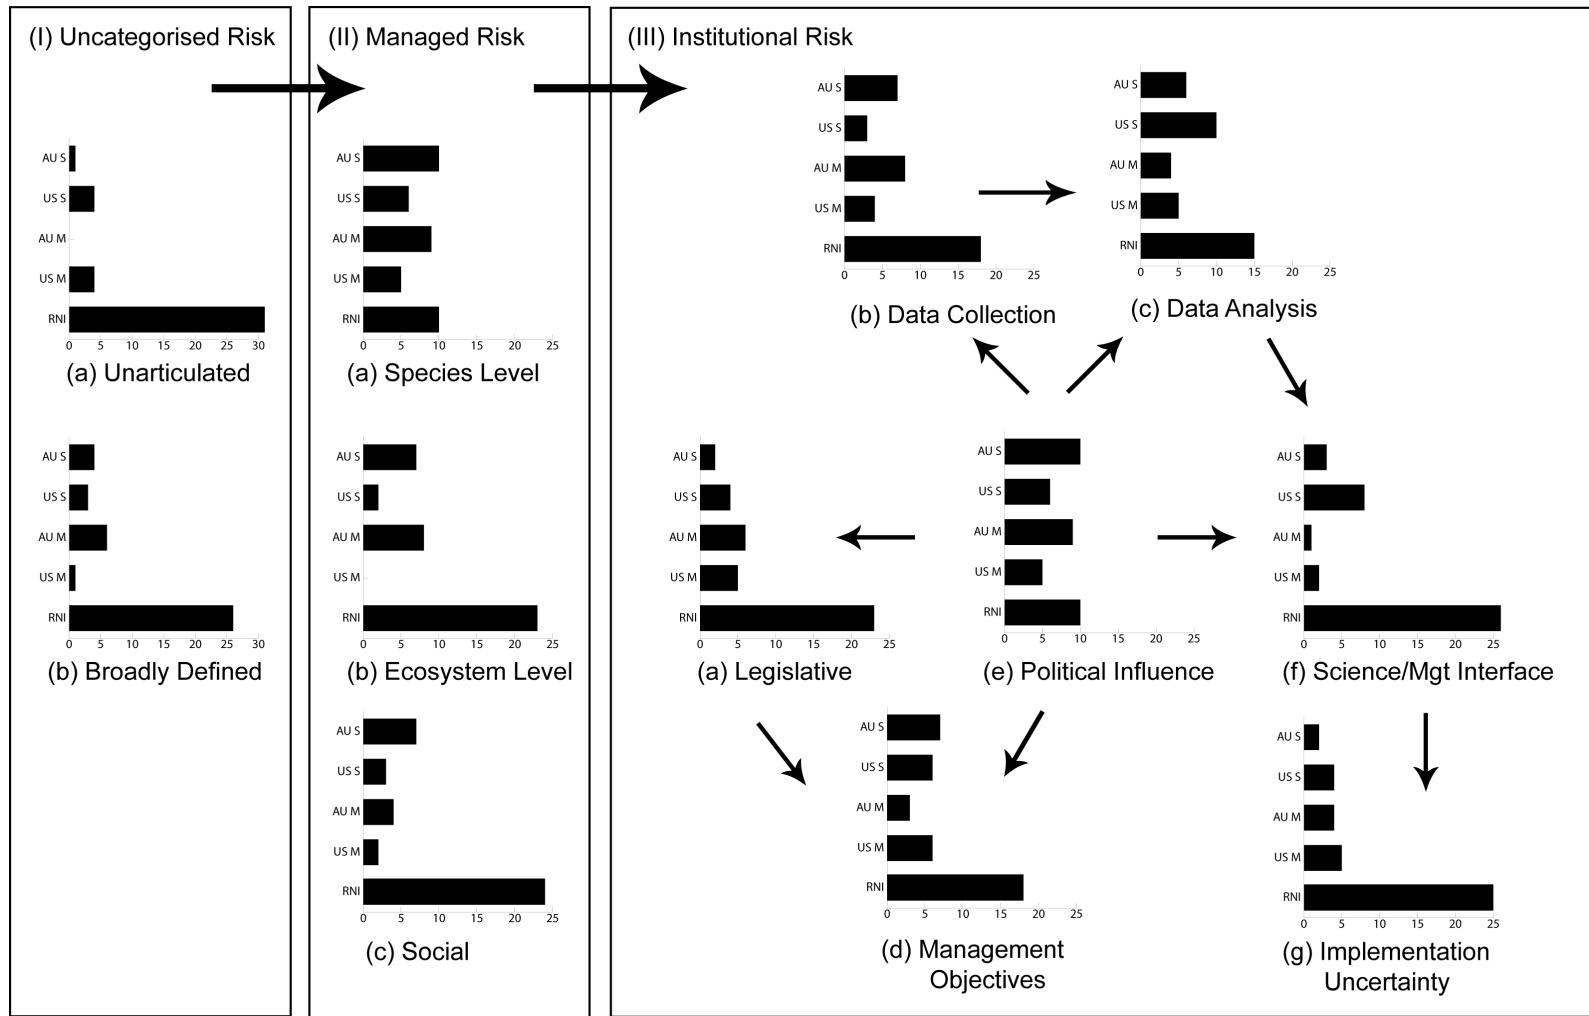 (I) Uncategorised Risk
AU S
US S
AU M
US M
RNI
0 5 10 15 20 25 30
(a) Unarticulated
AU S
US S
AU M
US M
RNI
0 5 10 15 20 25 30
(b) Broadly Defined
(II) Managed Risk
AU S
US S
AU M
US M
RNI
0 5 10 15 20 25
(a) Species Level
AU S
US S
AU M
US M
RNI
0 5 10 15 20 25
(b) Ecosystem Level
AU S
US S
AU M
US M
RNI
0 5 10 15 20 25
(c) Social
(III) Institutional Risk
AU S
US S
AU M
US M
RNI
0 5 10 15 20 25
(b) Data Collection
AU S
US S
AU M
US M
RNI
0 5 10 15 20 25
(c) Data Analysis
AU S
US S
AU M
US M
RNI
0 5 10 15 20 25
(a) Legislative
AU S
US S
AU M
US M
RNI
0 5 10 15 20 25
(e) Political Influence
AU S
US S
AU M
US M
RNI
0 5 10 15 20 25
(f) Science/Mgt Interface
AU S
US S
AU M
US M
RNI
0 5 10 15 20 25
(d) Management
Objectives
AU S
US S
AU M
US M
RNI
0 5 10 15 20 25
(g) Implementation
Uncertainty